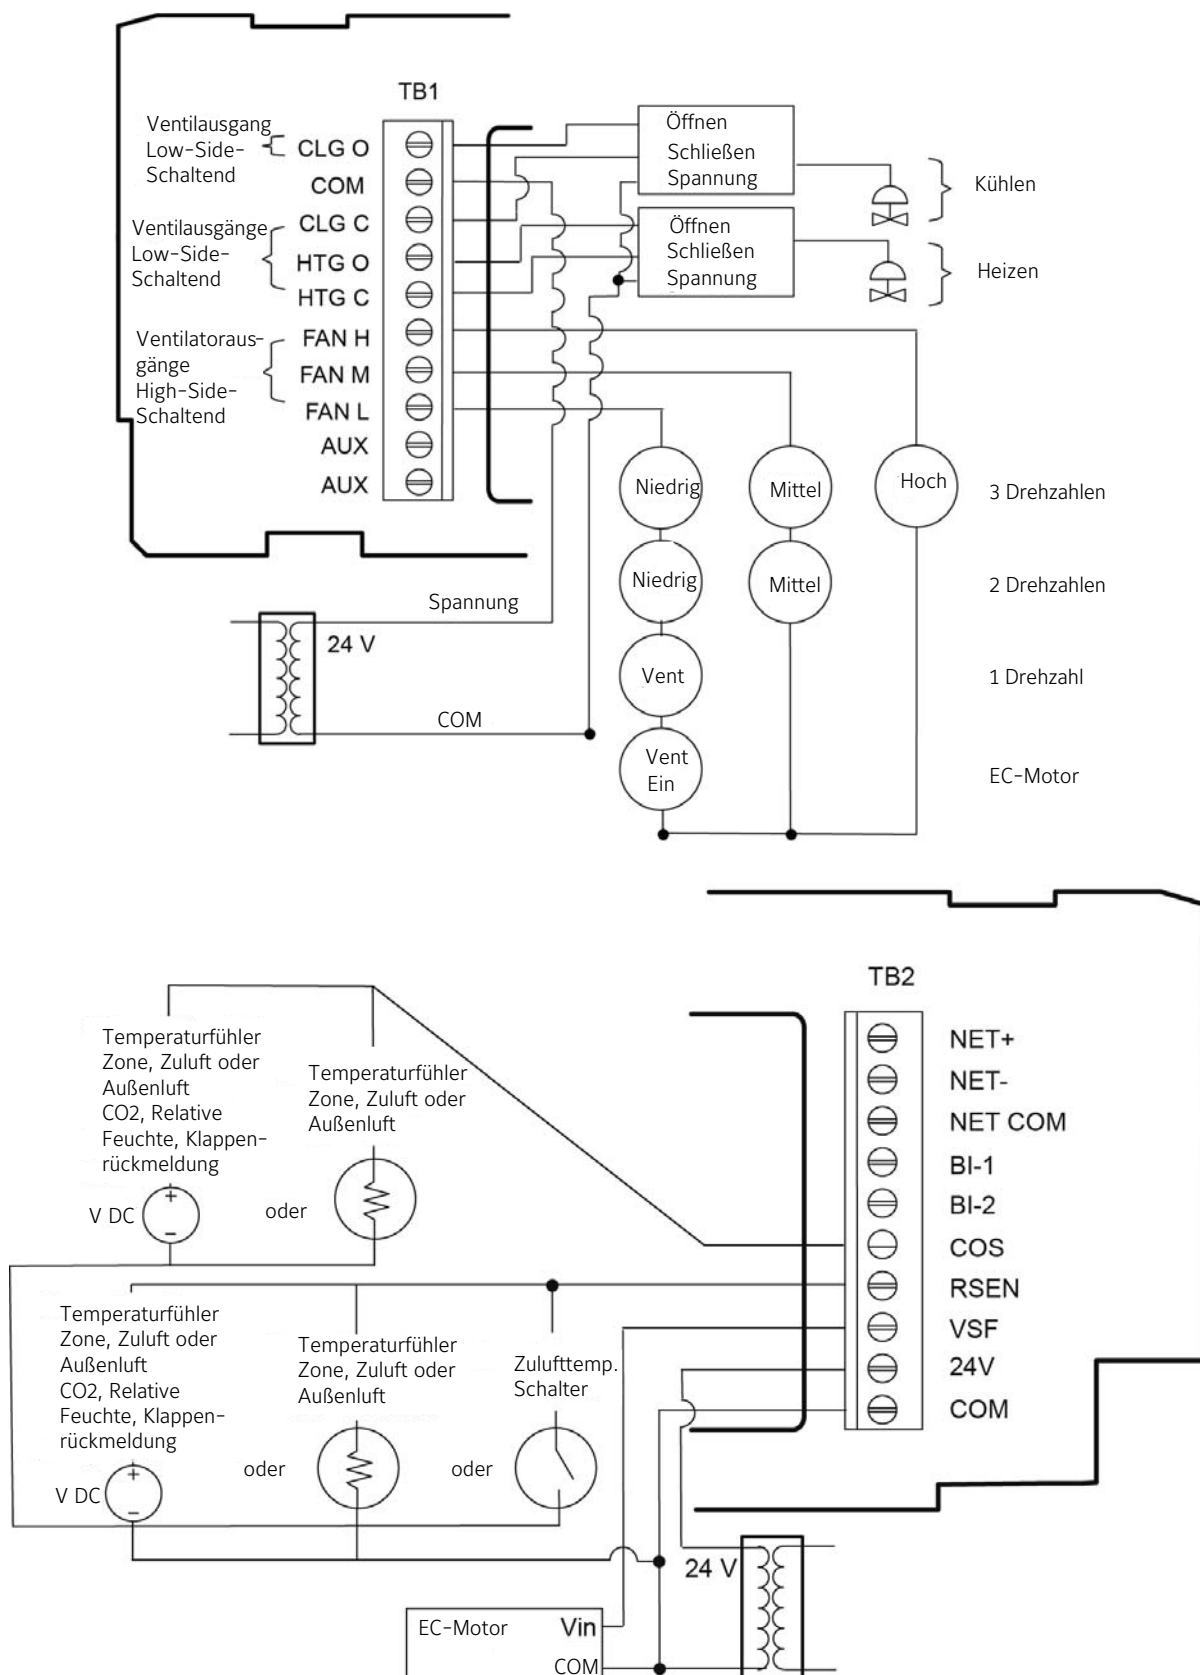 TB1
Ventilausgang
Low-Side-
Schaltend
CLG O
COM
CLG C
HTG O
HTG C
FAN H
FAN M
FAN L
AUX
AUX
Ventilausgänge
Low-Side-
Schaltend
Ventilatoraus-
gänge
High-Side-
Schaltend
Öffnen
Schließen
Spannung
Kühlen
Öffnen
Schließen
Spannung
Heizen
Niedrig
Mittel
Hoch
3 Drehzahlen
Niedrig
Mittel
2 Drehzahlen
Vent
1 Drehzahl
Vent
Ein
EC-Motor
Spannung
24 V
COM
TB2
NET+
NET-
NET COM
BI-1
BI-2
COS
RSEN
VSF
24V
COM
Temperaturfühler
Zone, Zuluft oder
Außenluft
CO2, Relative
Feuchte, Klappen-
rückmeldung
V DC
+
−
oder
Temperaturfühler
Zone, Zuluft oder
Außenluft
Temperaturfühler
Zone, Zuluft oder
Außenluft
CO2, Relative
Feuchte, Klappen-
rückmeldung
V DC
+
−
oder
Temperaturfühler
Zone, Zuluft oder
Außenluft
oder
Zulufttemp.
Schalter
24 V
EC-Motor
Vin
COM